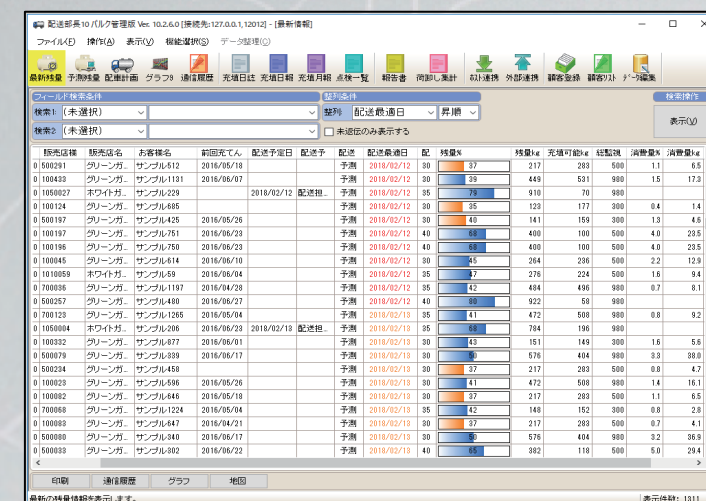 配送部長10 バルク管理版 Ver. 10.2.6.0 [接続先:127.0.0.1,12012] - [最新情報]
ファイル(F) 操作(A) 表示(V) 機能選択(S) データ整理(C)
最新残量 予測残量 配車計画 グラフ9 通信履歴 充填日誌 充填日報 充填月報 点検一覧 報告書 荷卸し集計 ホスト連携 外部連携 顧客登録 顧客リスト データ編集
フィールド検索条件 整列条件 検索操作
検索1: (未選択) 整列: 配送最適日 昇順 表示(V)
検索2: (未選択) 未返伝のみ表示する
販売店様 販売店名 お客様名 前回充てん 配送予定日 配送予 配送 配送最適日 配 残量% 残量kg 充填可能kg 総監視 消費量% 消費量kg
0 500291 グリーンガ... サンプル512 2016/05/18 予測 2018/02/12 30 37 217 283 500 1.1 6.5
0 100433 グリーンガ... サンプル1131 2016/06/07 予測 2018/02/12 30 39 449 531 980 1.5 17.3
0 1050027 ホワイトガ... サンプル229 2018/02/12 配送担... 予測 2018/02/12 35 79 910 70 980
0 100124 グリーンガ... サンプル685 予測 2018/02/12 30 35 123 177 300 0.4 1.4
0 500197 グリーンガ... サンプル425 2016/05/26 予測 2018/02/12 30 40 141 159 300 1.3 4.6
0 100197 グリーンガ... サンプル751 2016/06/23 予測 2018/02/12 40 68 400 100 500 4.0 23.5
0 100196 グリーンガ... サンプル750 2016/06/23 予測 2018/02/12 40 68 400 100 500 4.0 23.5
0 100045 グリーンガ... サンプル614 2016/06/10 予測 2018/02/12 30 45 264 236 500 2.2 12.9
0 1010059 ホワイトガ... サンプル59 2016/06/04 予測 2018/02/12 35 47 276 224 500 1.6 9.4
0 700036 グリーンガ... サンプル1197 2016/04/28 予測 2018/02/12 35 42 484 496 980 0.7 8.1
0 500257 グリーンガ... サンプル480 2016/06/27 予測 2018/02/12 40 80 922 58 980
0 700123 グリーンガ... サンプル1265 2016/05/04 予測 2018/02/13 35 41 472 508 980 0.8 9.2
0 1050004 ホワイトガ... サンプル206 2016/06/23 2018/02/13 配送担... 予測 2018/02/13 35 68 784 196 980
0 100332 グリーンガ... サンプル877 2016/06/01 予測 2018/02/13 30 43 151 149 300 1.6 5.6
0 500079 グリーンガ... サンプル339 2016/06/17 予測 2018/02/13 30 50 576 404 980 3.3 38.0
0 500234 グリーンガ... サンプル458 予測 2018/02/13 30 37 217 283 500 0.8 4.7
0 100023 グリーンガ... サンプル596 2016/05/26 予測 2018/02/13 30 41 472 508 980 1.4 16.1
0 100082 グリーンガ... サンプル646 2016/05/18 予測 2018/02/13 30 37 217 283 500 1.1 6.5
0 700068 グリーンガ... サンプル1224 2016/05/04 予測 2018/02/13 35 42 148 152 300 0.8 2.8
0 100083 グリーンガ... サンプル647 2016/04/21 予測 2018/02/13 30 37 217 283 500 0.7 4.1
0 500080 グリーンガ... サンプル340 2016/06/17 予測 2018/02/13 30 50 576 404 980 3.2 36.9
0 500033 グリーンガ... サンプル302 2016/06/22 予測 2018/02/13 40 65 382 118 500 5.0 29.4
印刷 通信履歴 グラフ 地図
最新の残量情報を表示します。 表示件数: 1311